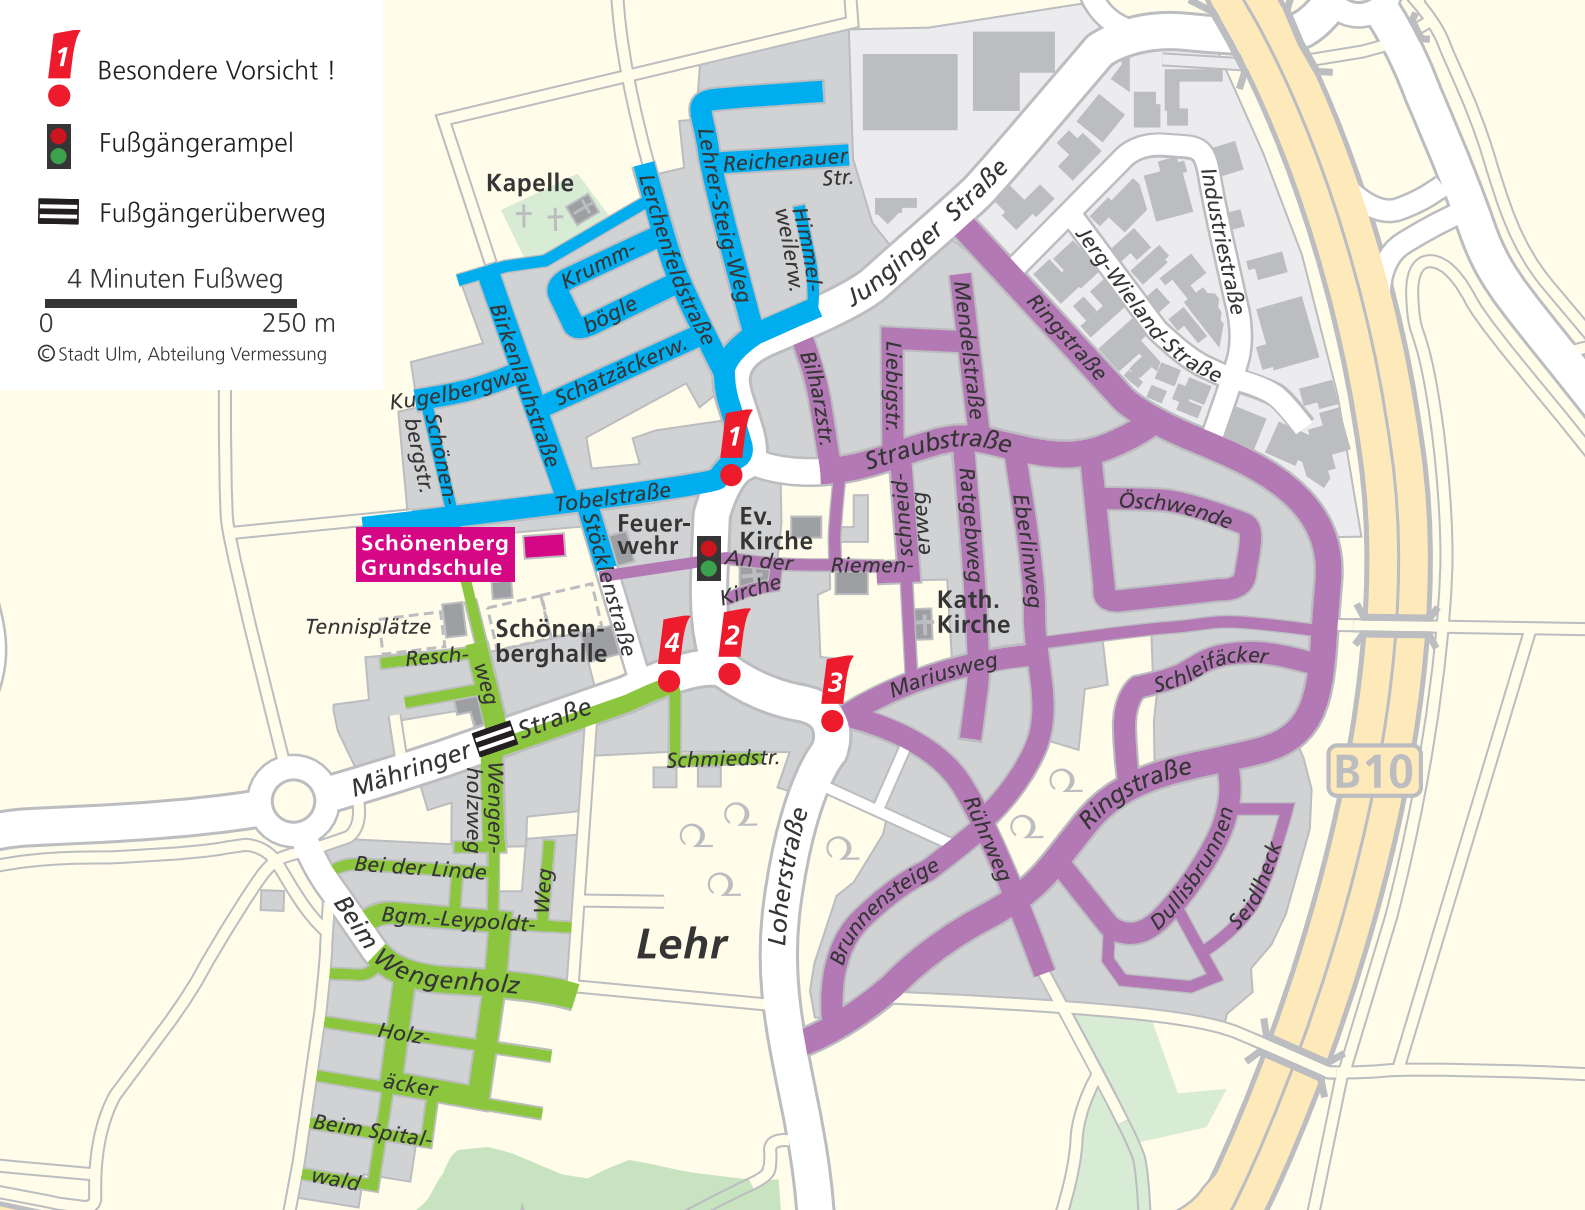 1
Besondere Vorsicht !
Fußgängerampel
Fußgängerüberweg
4 Minuten Fußweg
0
250 m
© Stadt Ulm, Abteilung Vermessung
Kapelle
Lehrer-Steig-Weg
Reichenauer
Str.
Himmel-
weilerw.
Lerchenfeldstraße
Krumm-
bögle
Schatzäckerw.
Birkenlauhstraße
Kugelbergw.
Schönen-
bergstr.
Tobelstraße
Stöcklenstraße
Junginger Straße
Industriestraße
Jerg-Wieland-Straße
Ringstraße
Mendelstraße
Liebigstr.
Bilharzstr.
Straubstraße
1
Schönenberg
Grundschule
Feuer-
wehr
Ev.
Kirche
An der
Kirche
Riemen-
schneid-
erweg
Ratgebweg
Eberlinweg
Öschwende
Kath.
Kirche
Tennisplätze
Schönen-
berghalle
Resch-
weg
4
2
3
Mariusweg
Schleifäcker
Mähringer Straße
Schmiedstr.
Wengen-
holzweg
Ringstraße
B10
Rührweg
Loherstraße
Brunnensteige
Dullisbrunnen
Seidlheck
Bei der Linde
Bgm.-Leypoldt-
Weg
Beim
Wengenholz
Lehr
Holz-
äcker
Beim Spital-
wald